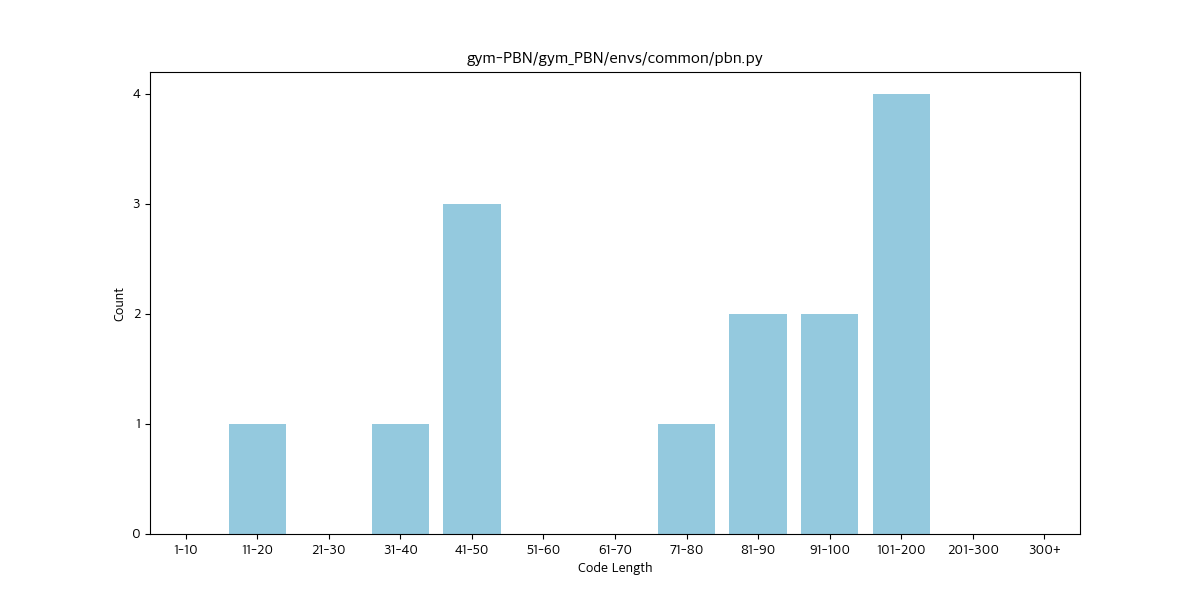 gym-PBN/gym_PBN/envs/common/pbn.py
4
3
2
1
0
Count
1-10 11-20 21-30 31-40 41-50 51-60 61-70 71-80 81-90 91-100 101-200 201-300 300+
Code Length